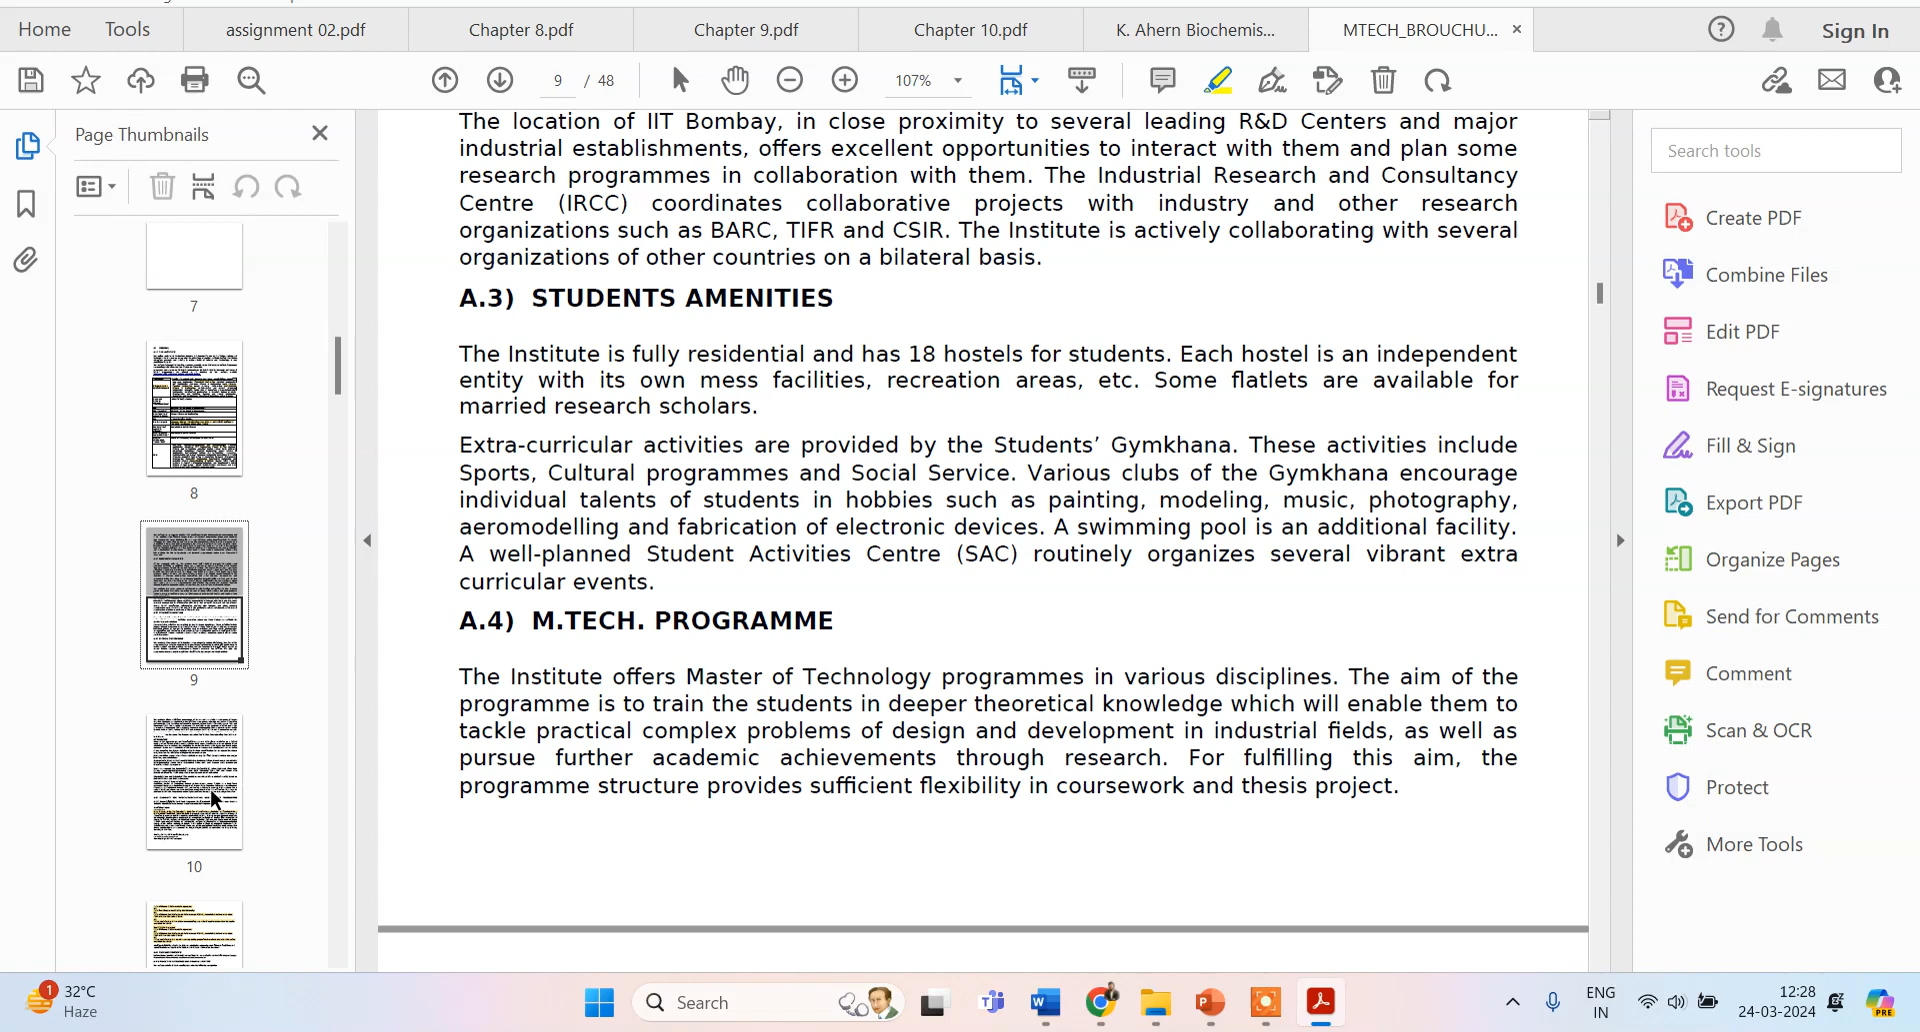 Home
Tools
assignment 02.pdf
Chapter 8.pdf
Chapter 9.pdf
Chapter 10.pdf
K. Ahern Biochemis...
MTECH_BROUCHU...
Sign In
9 / 48
107%
Page Thumbnails
7
8
9
10
The location of IIT Bombay, in close proximity to several leading R&D Centers and major
industrial establishments, offers excellent opportunities to interact with them and plan some
research programmes in collaboration with them. The Industrial Research and Consultancy
Centre (IRCC) coordinates collaborative projects with industry and other research
organizations such as BARC, TIFR and CSIR. The Institute is actively collaborating with several
organizations of other countries on a bilateral basis.
A.3) STUDENTS AMENITIES
The Institute is fully residential and has 18 hostels for students. Each hostel is an independent
entity with its own mess facilities, recreation areas, etc. Some flatlets are available for
married research scholars.
Extra-curricular activities are provided by the Students’ Gymkhana. These activities include
Sports, Cultural programmes and Social Service. Various clubs of the Gymkhana encourage
individual talents of students in hobbies such as painting, modeling, music, photography,
aeromodelling and fabrication of electronic devices. A swimming pool is an additional facility.
A well-planned Student Activities Centre (SAC) routinely organizes several vibrant extra
curricular events.
A.4) M.TECH. PROGRAMME
The Institute offers Master of Technology programmes in various disciplines. The aim of the
programme is to train the students in deeper theoretical knowledge which will enable them to
tackle practical complex problems of design and development in industrial fields, as well as
pursue further academic achievements through research. For fulfilling this aim, the
programme structure provides sufficient flexibility in coursework and thesis project.
Search tools
Create PDF
Combine Files
Edit PDF
Request E-signatures
Fill & Sign
Export PDF
Organize Pages
Send for Comments
Comment
Scan & OCR
Protect
More Tools
1
32°C
Haze
Search
ENG
IN
12:28
24-03-2024
PRE